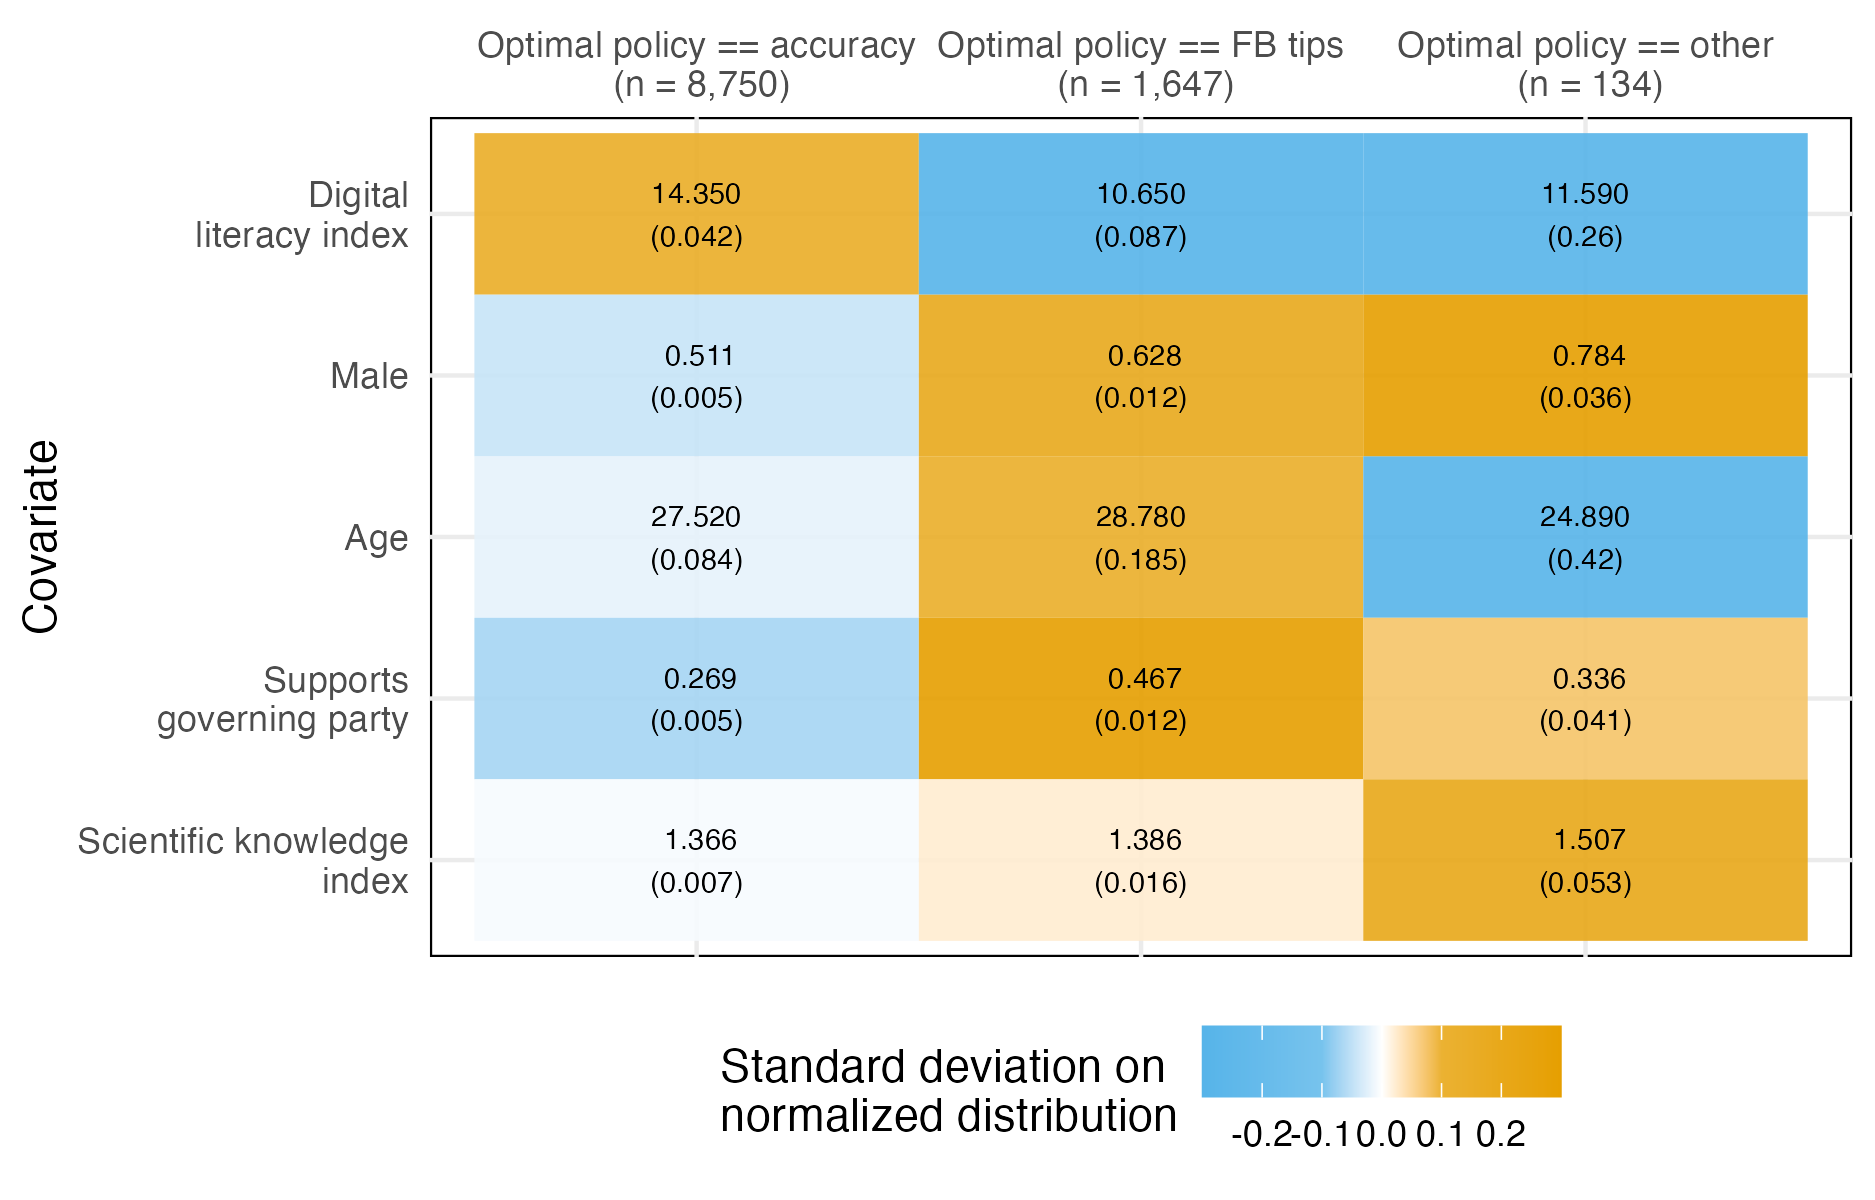 Optimal policy == accuracy Optimal policy == FB tips Optimal policy == other
(n = 8,750) (n = 1,647) (n = 134)
Covariate
Digital
literacy index
14.350 10.650 11.590
(0.042) (0.087) (0.26)
Male
0.511 0.628 0.784
(0.005) (0.012) (0.036)
Age
27.520 28.780 24.890
(0.084) (0.185) (0.42)
Supports
governing party
0.269 0.467 0.336
(0.005) (0.012) (0.041)
Scientific knowledge
index
1.366 1.386 1.507
(0.007) (0.016) (0.053)
Standard deviation on
normalized distribution
-0.2 -0.1 0.0 0.1 0.2